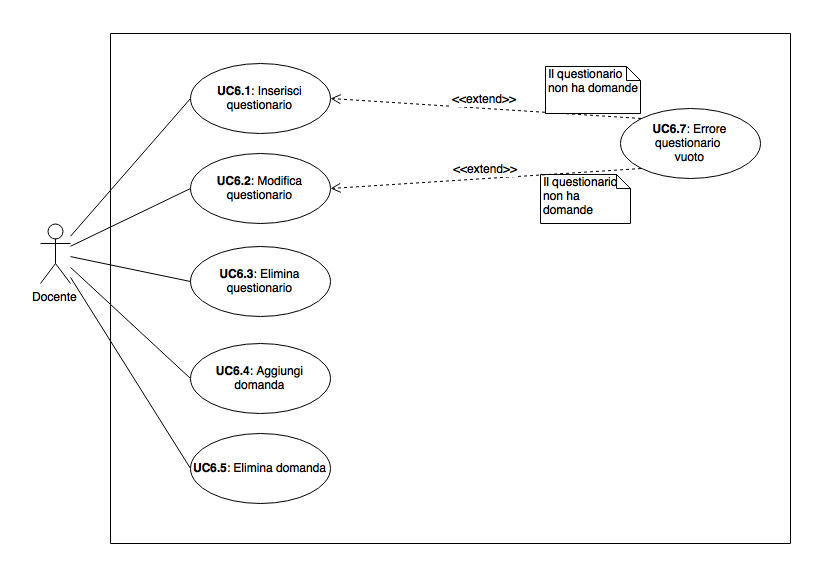 UC6.1: Inserisci
questionario
<<extend>>
Il questionario
non ha domande
UC6.7: Errore
questionario
vuoto
UC6.2: Modifica
questionario
<<extend>>
Il questionario
non ha
domande
Docente
UC6.3: Elimina
questionario
UC6.4: Aggiungi
domanda
UC6.5: Elimina domanda